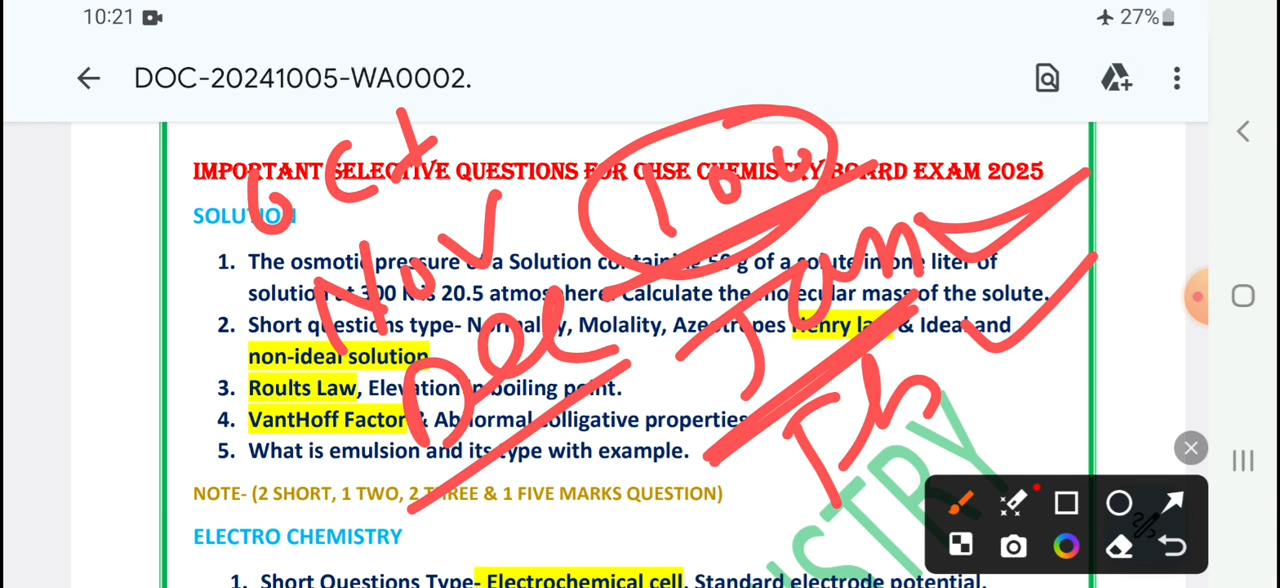 10:21 27%
DOC-20241005-WA0002.
IMPORTANT SELECTIVE QUESTIONS FOR CHSE CHEMISTRY BOARD EXAM 2025
SOLUTION
1. The osmotic pressure of a Solution containing 50 g of a solute in one liter of
solution at 300 K is 20.5 atmosphere. Calculate the molecular mass of the solute.
2. Short questions type- Normality, Molality, Azeotropes Henry law & Ideal and
non-ideal solution
3. Roults Law, Elevation in boiling point.
4. VantHoff Factor & Abnormal colligative properties
5. What is emulsion and its type with example.
NOTE- (2 SHORT, 1 TWO, 2 THREE & 1 FIVE MARKS QUESTION)
ELECTRO CHEMISTRY
1. Short Questions Type- Electrochemical cell, Standard electrode potential,
Oct
Nov
Dec
100
Jan